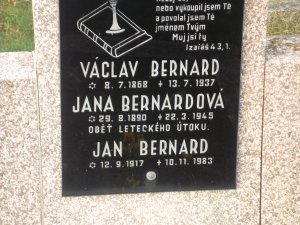 nebo vykoupil jsem Tě
a povolal jsem Tě
jménem Tvým
Muj jsi ty
Izaiáš 43,1.
VÁCLAV BERNARD
☆ 8.7.1868 ✢ 13.7.1937
JANA BERNARDOVÁ
☆ 29.8.1890 ✢ 22.3.1945
OBĚŤ LETECKÉHO ÚTOKU.
JAN BERNARD
☆ 12.9.1917 ✢ 10.11.1983